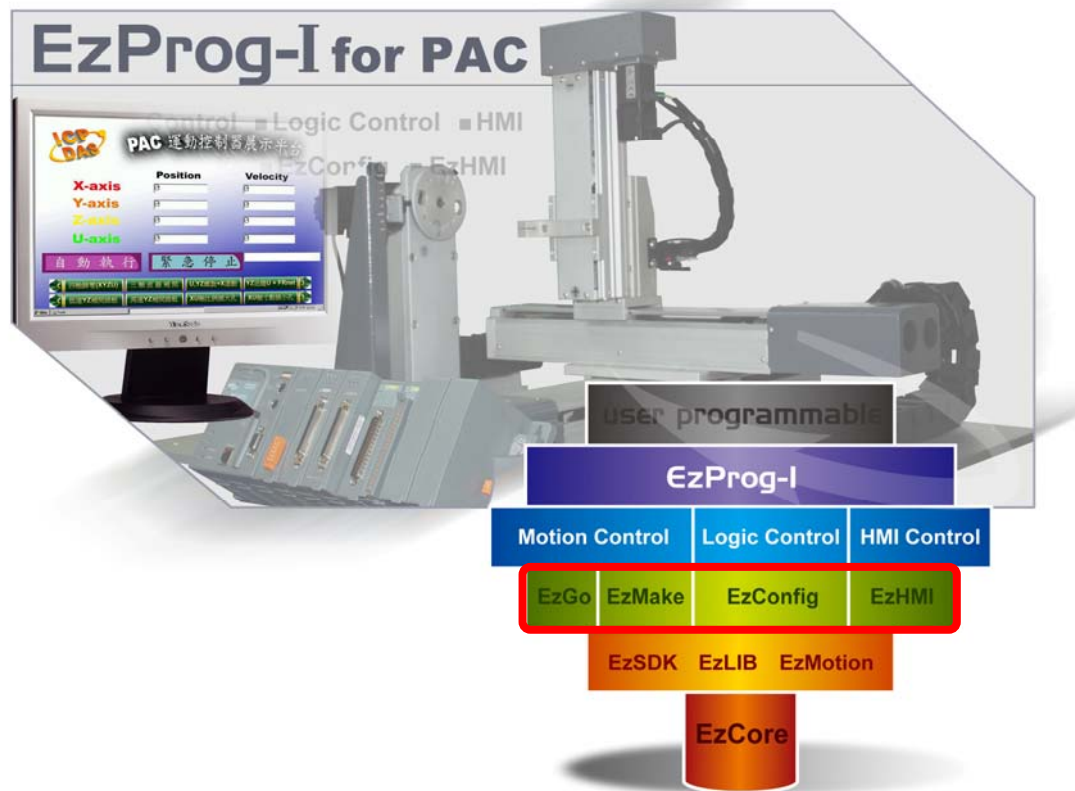 EzProg-I for PAC
Control ■ Logic Control ■ HMI
■ EzConfig ■ EzHMI
ICP
DAS
PAC 運動控制器展示平台
Position Velocity
X-axis
Y-axis
Z-axis
U-axis
自動執行 緊急停止
user programmable
EzProg-I
Motion Control Logic Control HMI Control
EzGo EzMake EzConfig EzHMI
EzSDK EzLIB EzMotion
EzCore